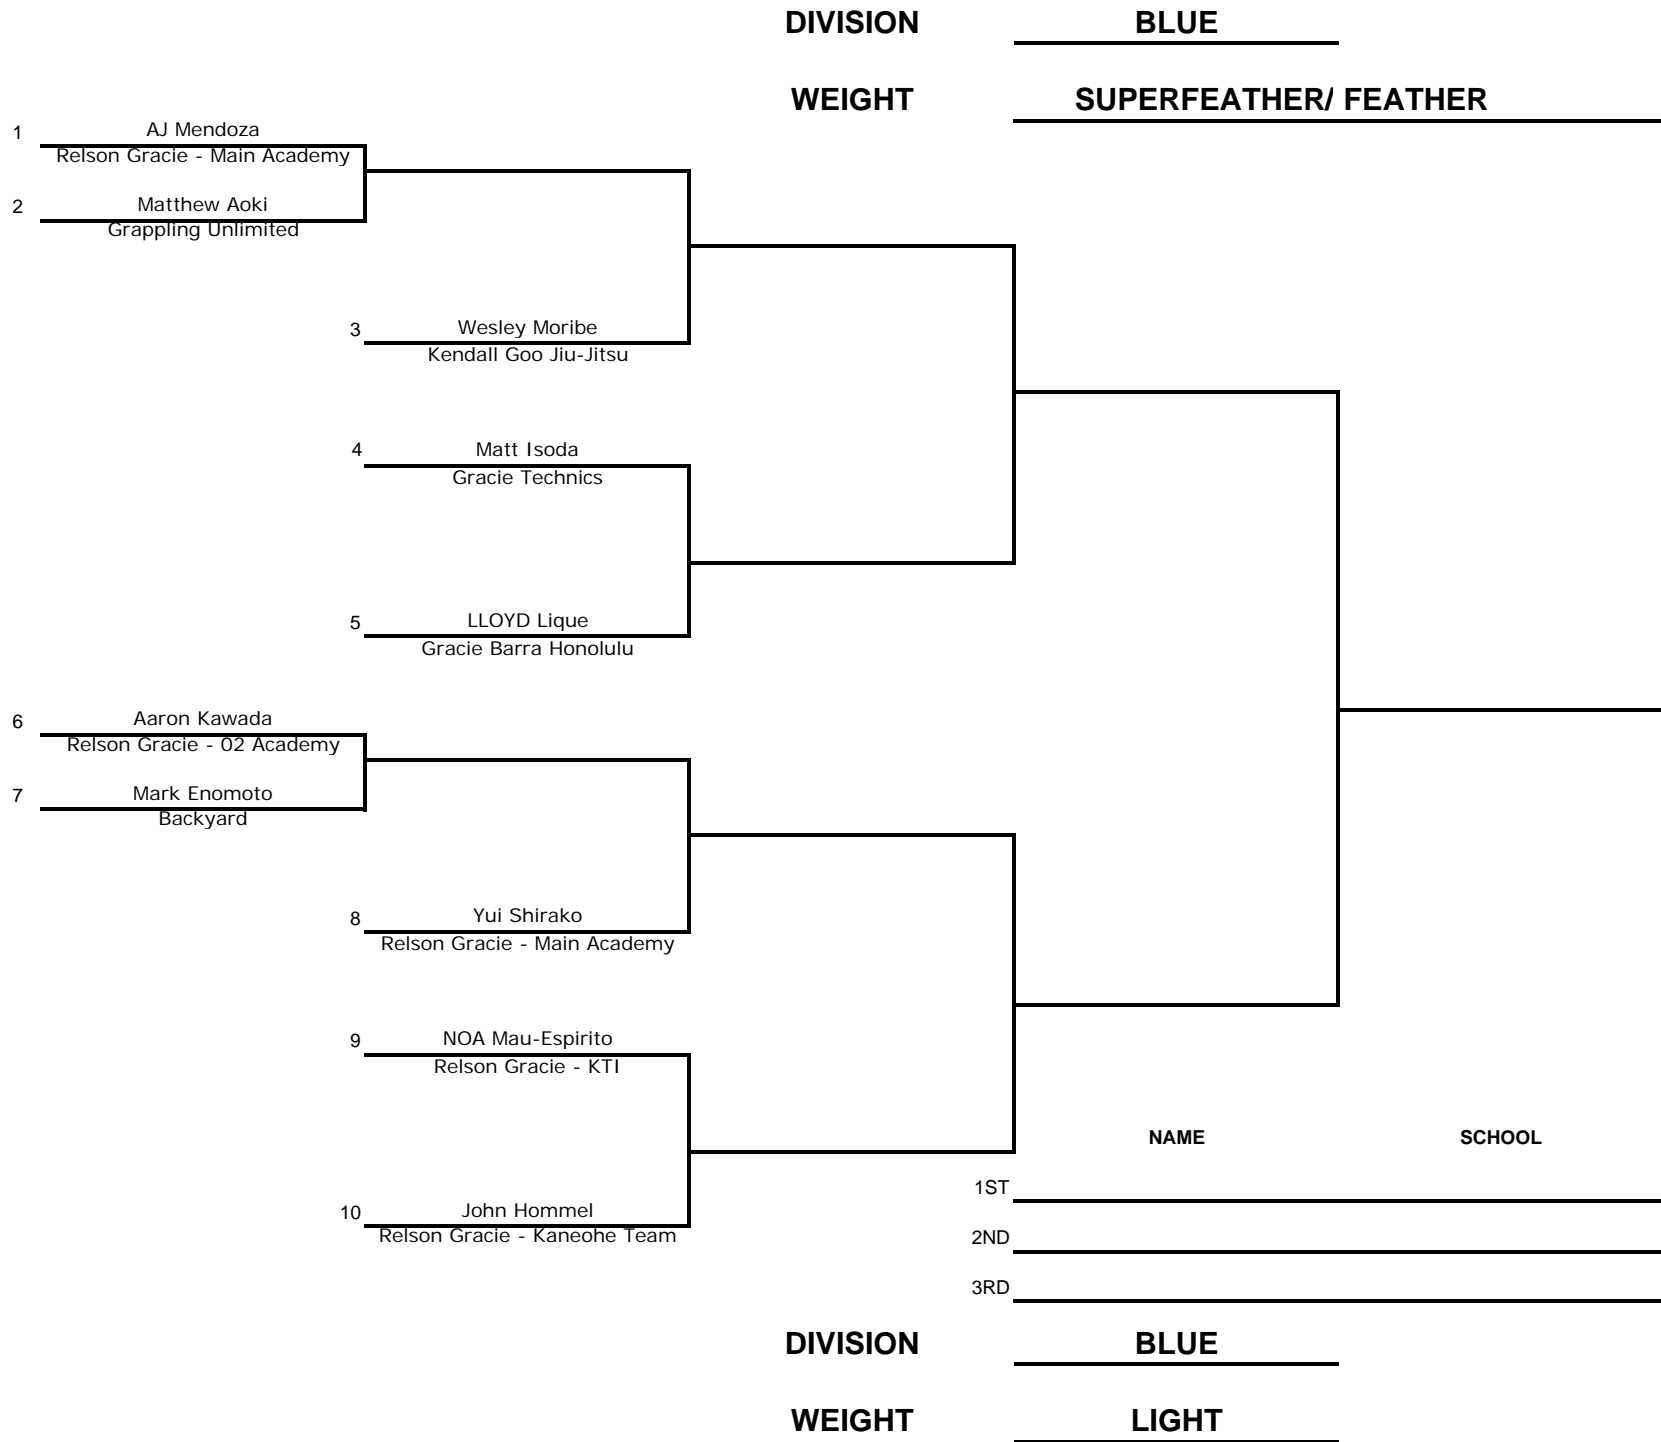 DIVISION BLUE
WEIGHT SUPERFEATHER/ FEATHER
1 AJ Mendoza
Relson Gracie - Main Academy
2 Matthew Aoki
Grappling Unlimited
3 Wesley Moribe
Kendall Goo Jiu-Jitsu
4 Matt Isoda
Gracie Technics
5 LLOYD Lique
Gracie Barra Honolulu
6 Aaron Kawada
Relson Gracie - 02 Academy
7 Mark Enomoto
Backyard
8 Yui Shirako
Relson Gracie - Main Academy
9 NOA Mau-Espirito
Relson Gracie - KTI
NAME SCHOOL
1ST
10 John Hommel
Relson Gracie - Kaneohe Team
2ND
3RD
DIVISION BLUE
WEIGHT LIGHT